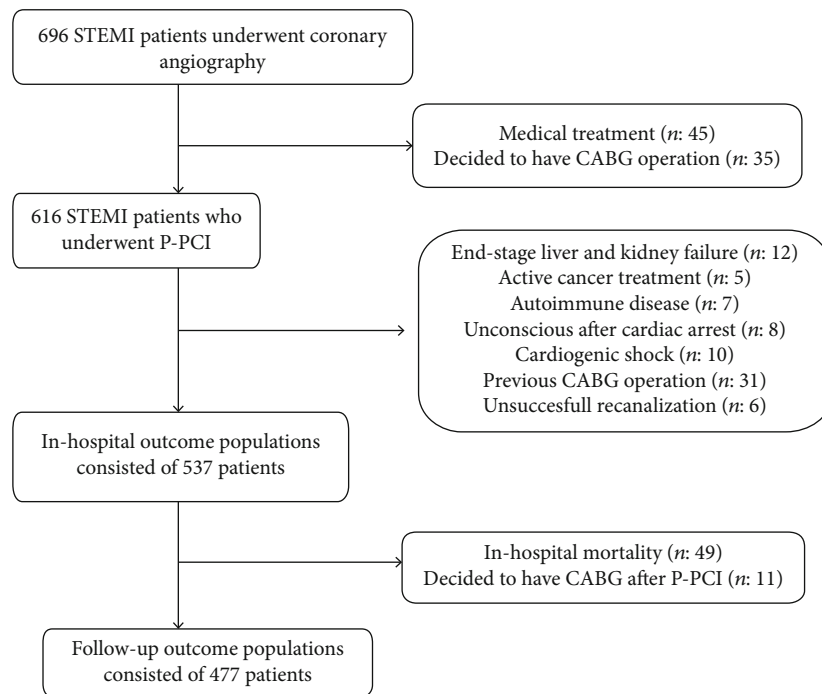 696 STEMI patients underwent coronary
angiography
Medical treatment (n: 45)
Decided to have CABG operation (n: 35)
616 STEMI patients who
underwent P-PCI
End-stage liver and kidney failure (n: 12)
Active cancer treatment (n: 5)
Autoimmune disease (n: 7)
Unconscious after cardiac arrest (n: 8)
Cardiogenic shock (n: 10)
Previous CABG operation (n: 31)
Unsuccesfull recanalization (n: 6)
In-hospital outcome populations
consisted of 537 patients
In-hospital mortality (n: 49)
Decided to have CABG after P-PCI (n: 11)
Follow-up outcome populations
consisted of 477 patients